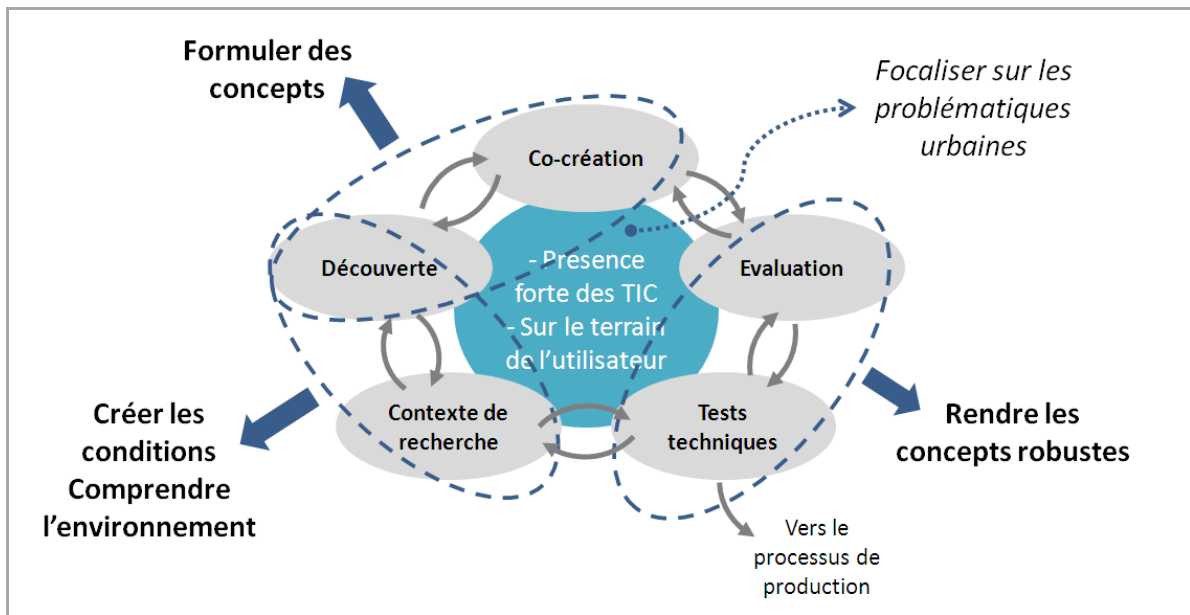 Formuler des
concepts
Focaliser sur les
problématiques
urbaines
Co-création
Découverte
Evaluation
- Présence
forte des TIC
- Sur le terrain
de l’utilisateur
Contexte de
recherche
Tests
techniques
Créer les
conditions
Comprendre
l’environnement
Rendre les
concepts robustes
Vers le
processus de
production